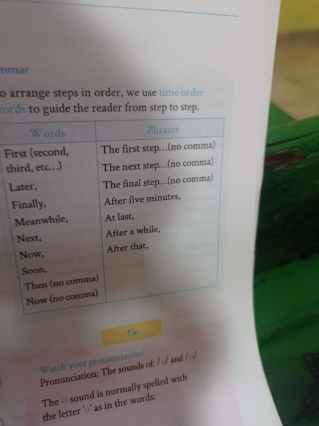 mmar
o arrange steps in order, we use time order
ords to guide the reader from step to step.
Words
Phrases
First (second,
third, etc...)
Later,
Finally,
Meanwhile,
Next,
Now,
Soon,
Then (no comma)
Now (no comma)
The first step...(no comma)
The next step...(no comma)
The final step...(no comma)
After five minutes,
At last,
After a while,
After that,
Tip
Watch your pronunciation!
Pronunciation: The sounds of: / and /
The sound is normally spelled with
the letter as in the words: